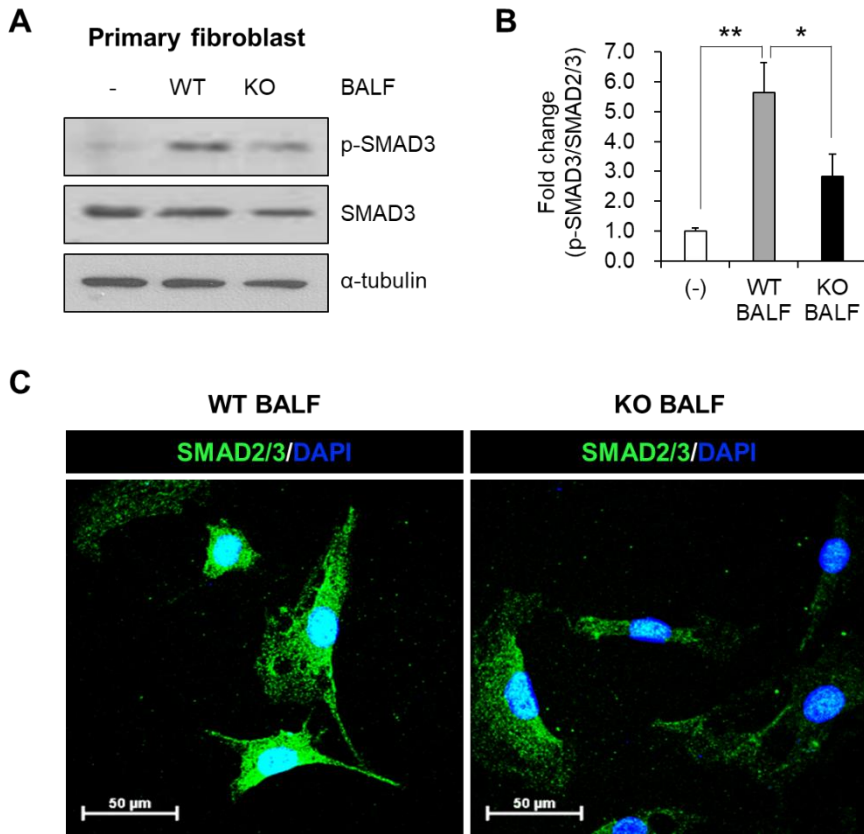 A
Primary fibroblast
- WT KO BALF
p-SMAD3
SMAD3
α-tubulin
B
** *
Fold change
(p-SMAD3/SMAD2/3)
7.0
6.0
5.0
4.0
3.0
2.0
1.0
0.0
(-) WT KO
BALF BALF
C
WT BALF KO BALF
SMAD2/3/DAPI SMAD2/3/DAPI
50 µm 50 µm